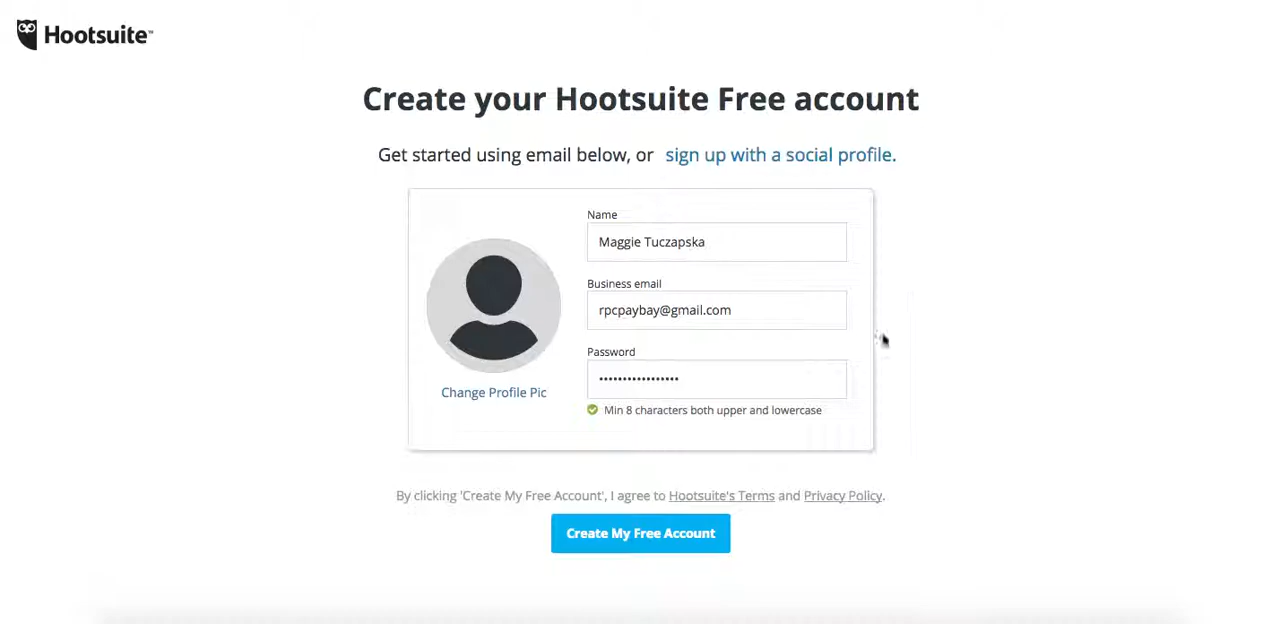 Hootsuite™
Create your Hootsuite Free account
Get started using email below, or sign up with a social profile.
Name
Maggie Tuczapska
Business email
rpcpaybay@gmail.com
Password
•••••••••••••••••
Change Profile Pic
Min 8 characters both upper and lowercase
By clicking 'Create My Free Account', I agree to Hootsuite's Terms and Privacy Policy.
Create My Free Account